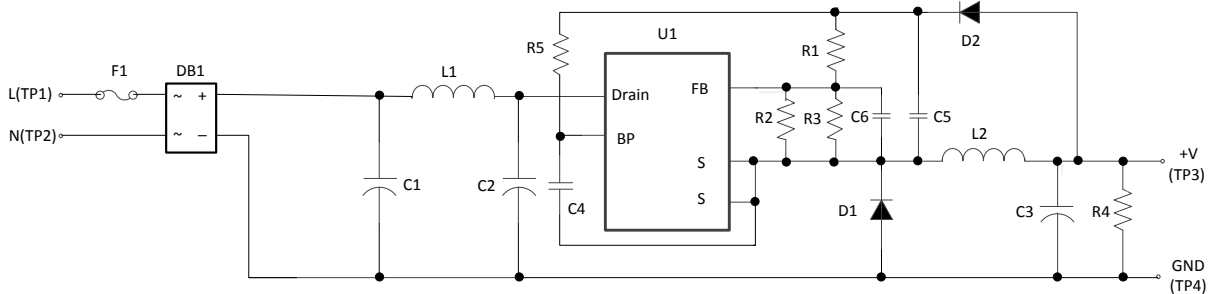 R5
U1
R1
D2
F1
DB1
L1
L(TP1)
~ +
Drain
FB
R2
R3
C6
C5
L2
N(TP2)
~ –
BP
S
+V
(TP3)
C1
C2
C4
S
D1
C3
R4
GND
(TP4)